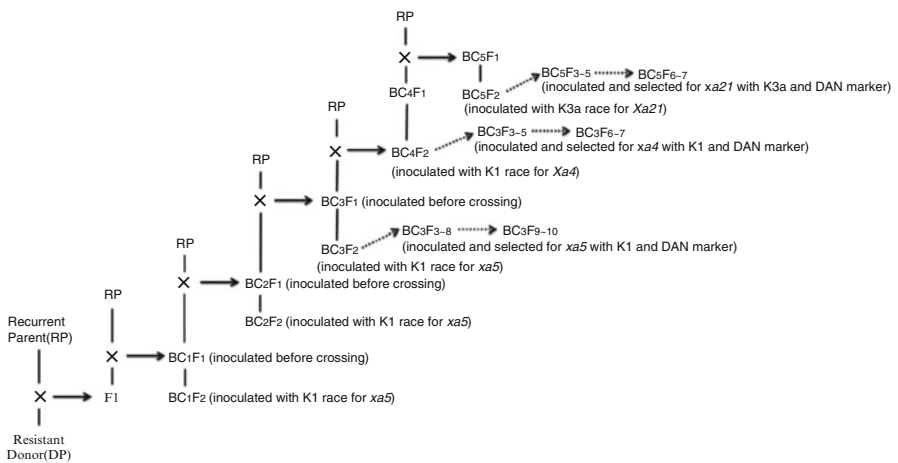 RP
BC5F1
BC5F3~5 BC5F6~7
(inoculated and selected for xa21 with K3a and DAN marker)
BC4F1
BC5F2
(inoculated with K3a race for Xa21)
RP
BC3F3~5 BC3F6~7
(inoculated and selected for xa4 with K1 and DAN marker)
BC4F2
(inoculated with K1 race for Xa4)
RP
BC3F1 (inoculated before crossing)
BC3F3~8 BC3F9~10
(inoculated and selected for xa5 with K1 and DAN marker)
BC3F2
(inoculated with K1 race for xa5)
RP
BC2F1 (inoculated before crossing)
RP
BC2F2 (inoculated with K1 race for xa5)
Recurrent
Parent(RP)
BC1F1 (inoculated before crossing)
F1
BC1F2 (inoculated with K1 race for xa5)
Resistant
Donor(DP)